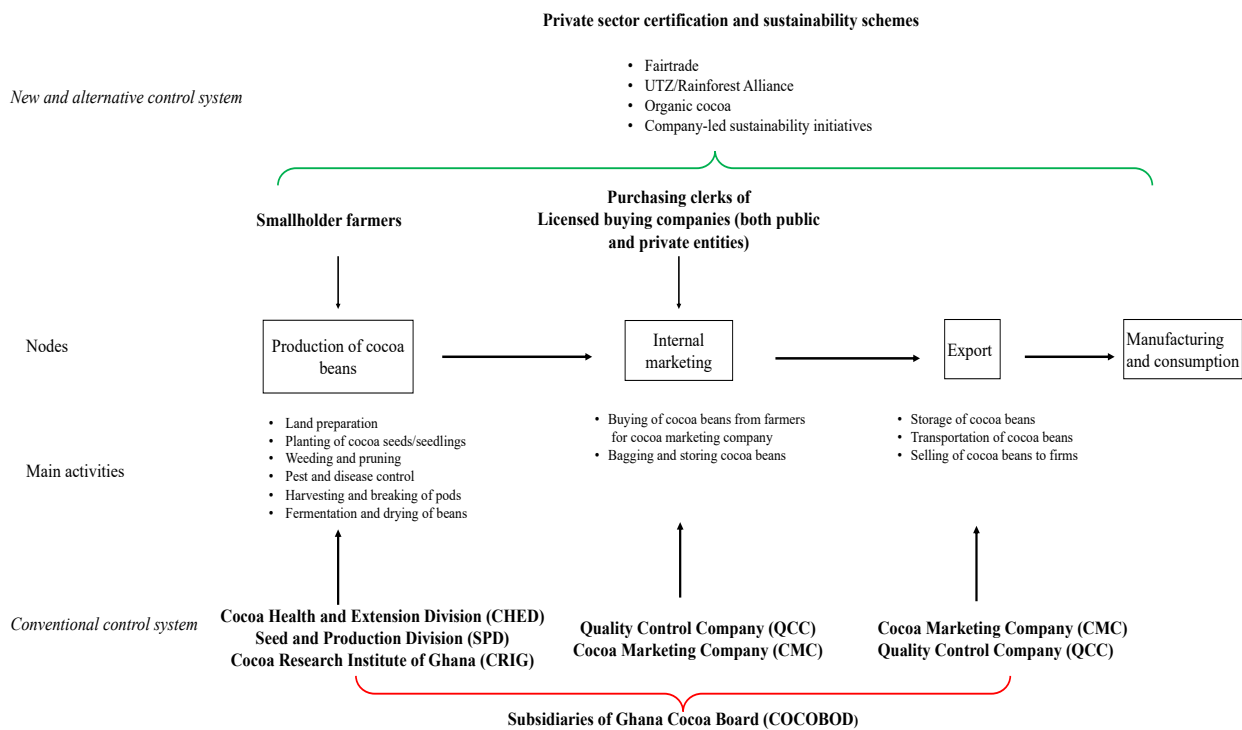 Private sector certification and sustainability schemes
New and alternative control system
• Fairtrade
• UTZ/Rainforest Alliance
• Organic cocoa
• Company-led sustainability initiatives
Smallholder farmers
Purchasing clerks of
Licensed buying companies (both public
and private entities)
Nodes
Production of cocoa
beans
Internal
marketing
Export
Manufacturing
and consumption
Main activities
• Land preparation
• Planting of cocoa seeds/seedlings
• Weeding and pruning
• Pest and disease control
• Harvesting and breaking of pods
• Fermentation and drying of beans
• Buying of cocoa beans from farmers
for cocoa marketing company
• Bagging and storing cocoa beans
• Storage of cocoa beans
• Transportation of cocoa beans
• Selling of cocoa beans to firms
Conventional control system
Cocoa Health and Extension Division (CHED)
Seed and Production Division (SPD)
Cocoa Research Institute of Ghana (CRIG)
Quality Control Company (QCC)
Cocoa Marketing Company (CMC)
Cocoa Marketing Company (CMC)
Quality Control Company (QCC)
Subsidiaries of Ghana Cocoa Board (COCOBOD)